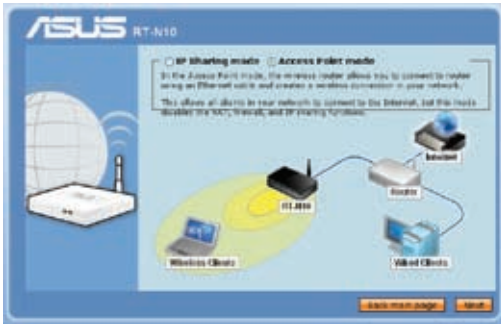 ASUS RT-N10
IP Sharing mode Access Point mode
In the Access Point mode, the wireless router allows you to connect to router
using an Ethernet cable and creates a wireless connection in your network.
This allows all clients in your network to connect to the Internet, but this mode
disables the NAT, firewall, and IP sharing functions.
Internet
Router
RT-N10
Wireless Clients
Wired Clients
Back main page Next